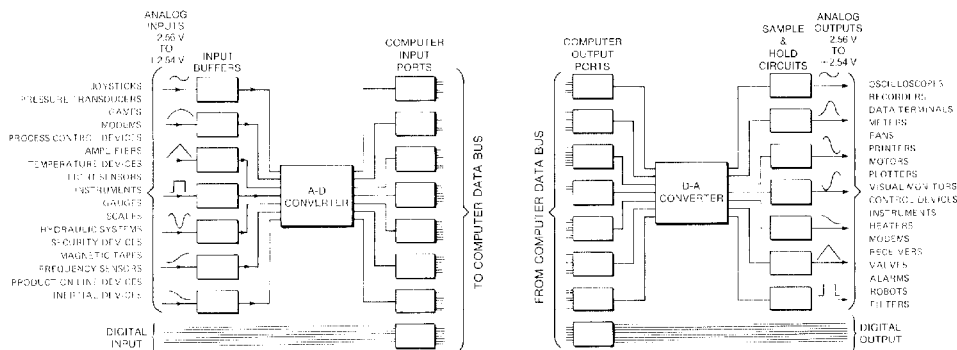 ANALOG
INPUTS
2.56 V
TO
+2.54 V
INPUT
BUFFERS
COMPUTER
INPUT
PORTS
JOYSTICKS
PRESSURE TRANSDUCERS
GAMES
MODEMS
PROCESS CONTROL DEVICES
AMPLIFIERS
TEMPERATURE DEVICES
LIGHT SENSORS
INSTRUMENTS
GAUGES
SCALES
HYDRAULIC SYSTEMS
SECURITY DEVICES
MAGNETIC TAPES
FREQUENCY SENSORS
PRODUCTION LINE DEVICES
INERTIAL DEVICES
DIGITAL
INPUT
A-D
CONVERTER
TO COMPUTER DATA BUS
FROM COMPUTER DATA BUS
COMPUTER
OUTPUT
PORTS
D-A
CONVERTER
SAMPLE
&
HOLD
CIRCUITS
ANALOG
OUTPUTS
2.56 V
TO
+2.54 V
OSCILLOSCOPES
RECORDERS
DATA TERMINALS
METERS
FANS
PRINTERS
MOTORS
PLOTTERS
VISUAL MONITORS
CONTROL DEVICES
INSTRUMENTS
HEATERS
MODEMS
RECEIVERS
VALVES
ALARMS
ROBOTS
FILTERS
DIGITAL
OUTPUT